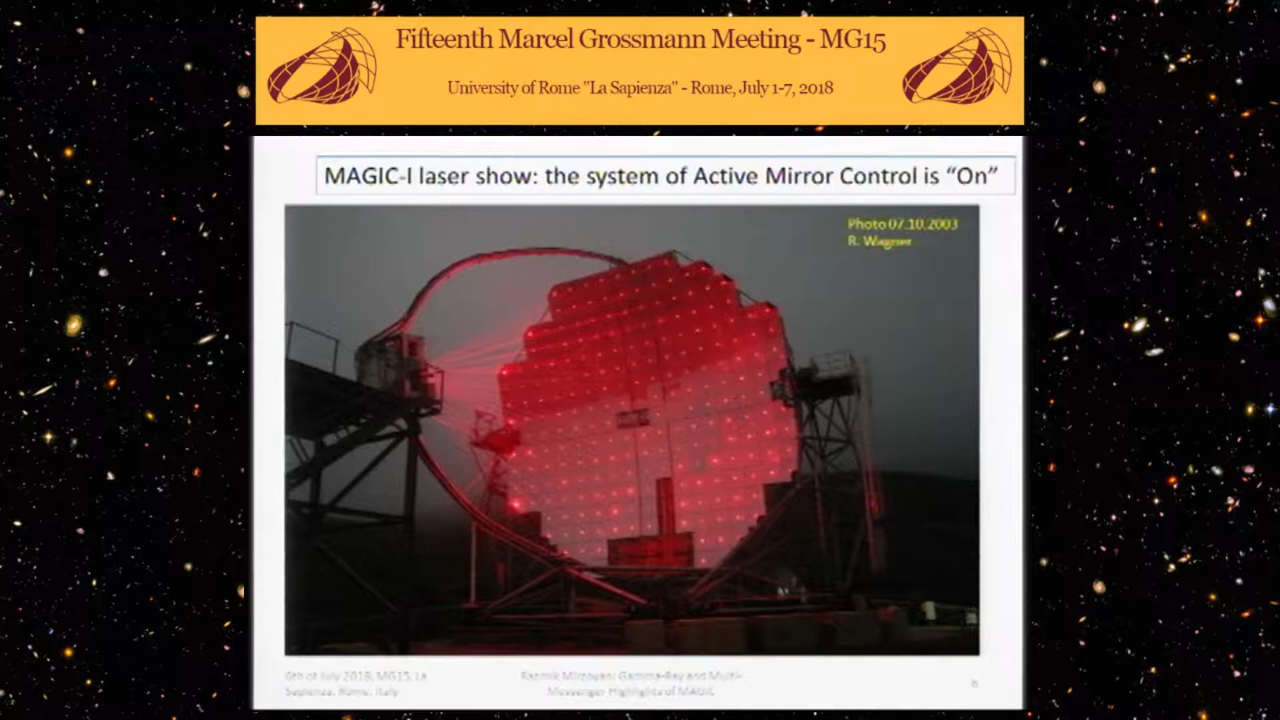 Fifteenth Marcel Grossmann Meeting - MG15
University of Rome "La Sapienza" - Rome, July 1-7, 2018
MAGIC-I laser show: the system of Active Mirror Control is “On”
Photo 07.10.2003
R. Wagner
6th of July 2018, MG15, La
Sapienza, Rome, Italy
Razmik Mirzoyan: Gamma-Ray and Multi-
Messenger Highlights of MAGIC